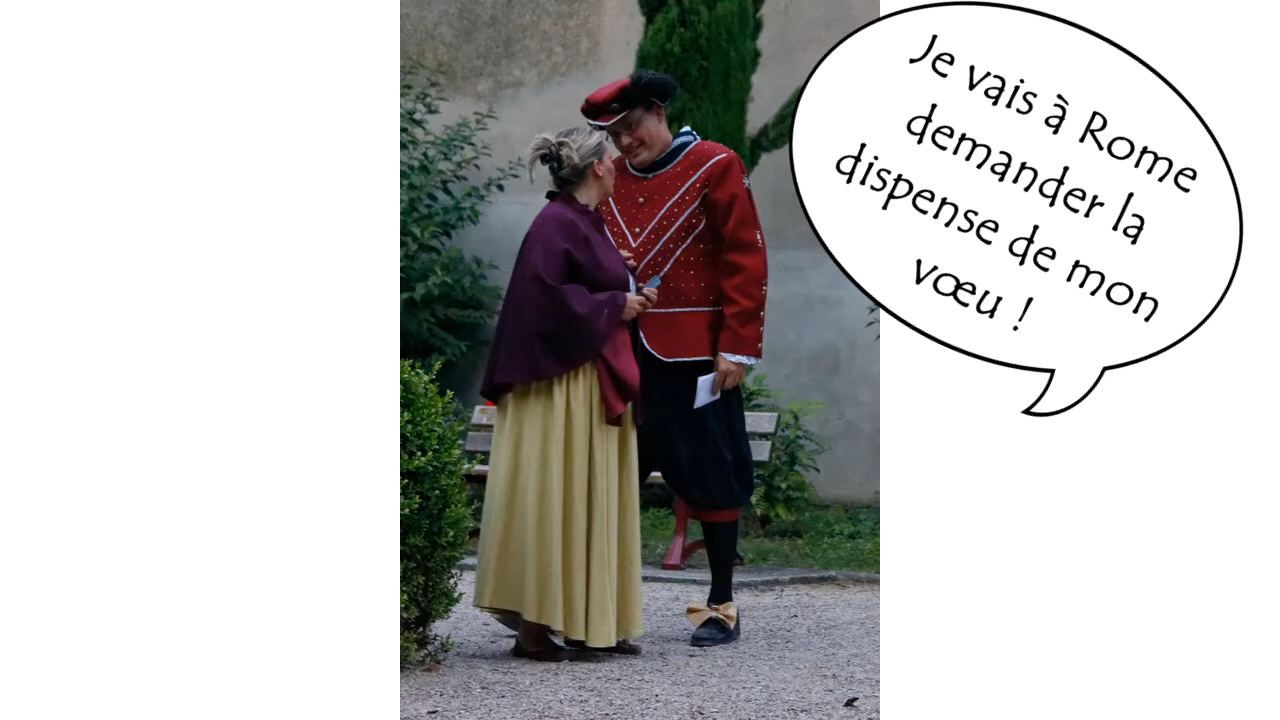 Je vais à Rome
demander la
dispense de mon
vœu !